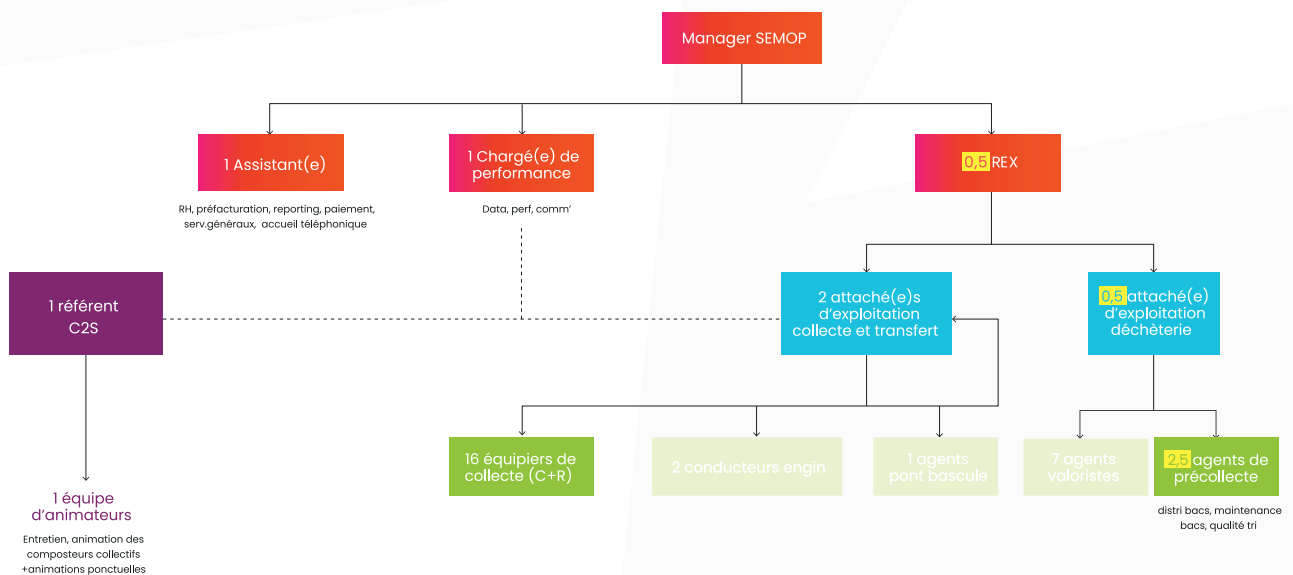 Manager SEMOP
1 Assistant(e)
1 Chargé(e) de
performance
0,5 REX
RH, préfacturation, reporting, paiement,
serv.généraux, accueil téléphonique
Data, perf, comm'
1 référent
C2S
2 attaché(e)s
d'exploitation
collecte et transfert
0,5 attaché(e)
d'exploitation
déchèterie
16 équipiers de
collecte (C+R)
2 conducteurs engin
1 agents
pont bascule
7 agents
valoristes
2,5 agents de
précollecte
distri bacs, maintenance
bacs, qualité tri
1 équipe
d'animateurs
Entretien, animation des
composteurs collectifs
+animations ponctuelles